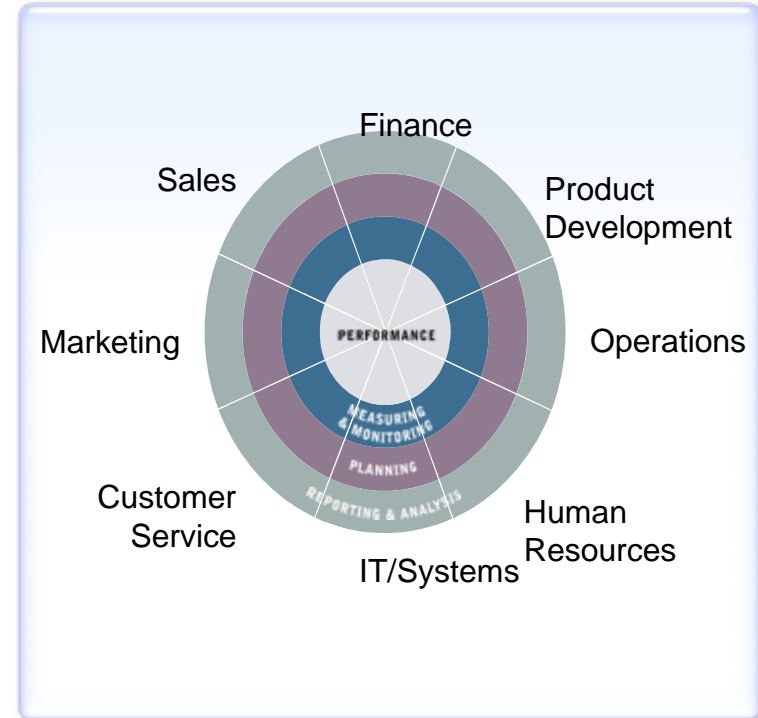 Finance
Sales
Product
Development
PERFORMANCE
Marketing
Operations
MEASURING
& MONITORING
PLANNING
REPORTING & ANALYSIS
Customer
Service
Human
Resources
IT/Systems